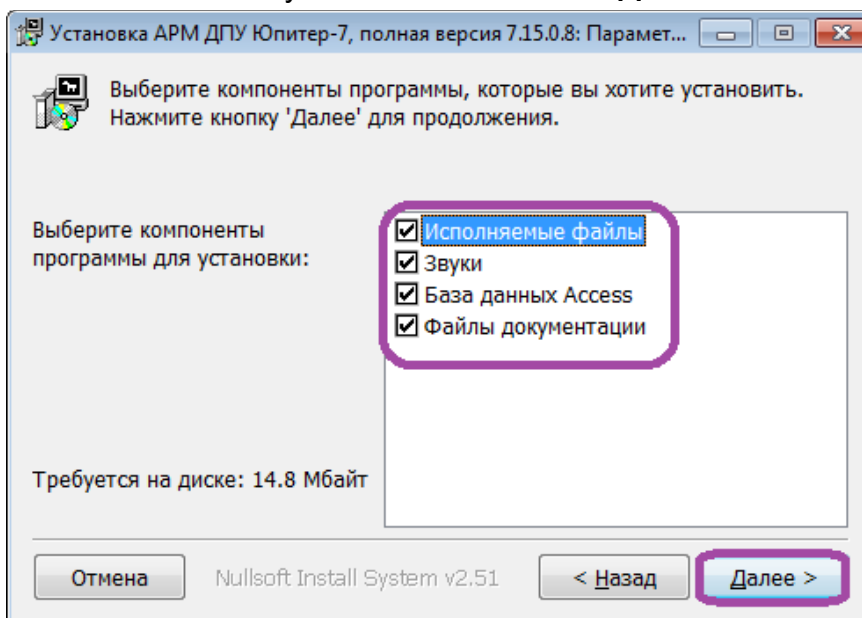 Установка АРМ ДПУ Юпитер-7, полная версия 7.15.0.8: Парамет...
Выберите компоненты программы, которые вы хотите установить.
Нажмите кнопку 'Далее' для продолжения.
Выберите компоненты
программы для установки:
Исполняемые файлы
Звуки
База данных Access
Файлы документации
Требуется на диске: 14.8 Мбайт
Отмена
Nullsoft Install System v2.51
< Назад
Далее >